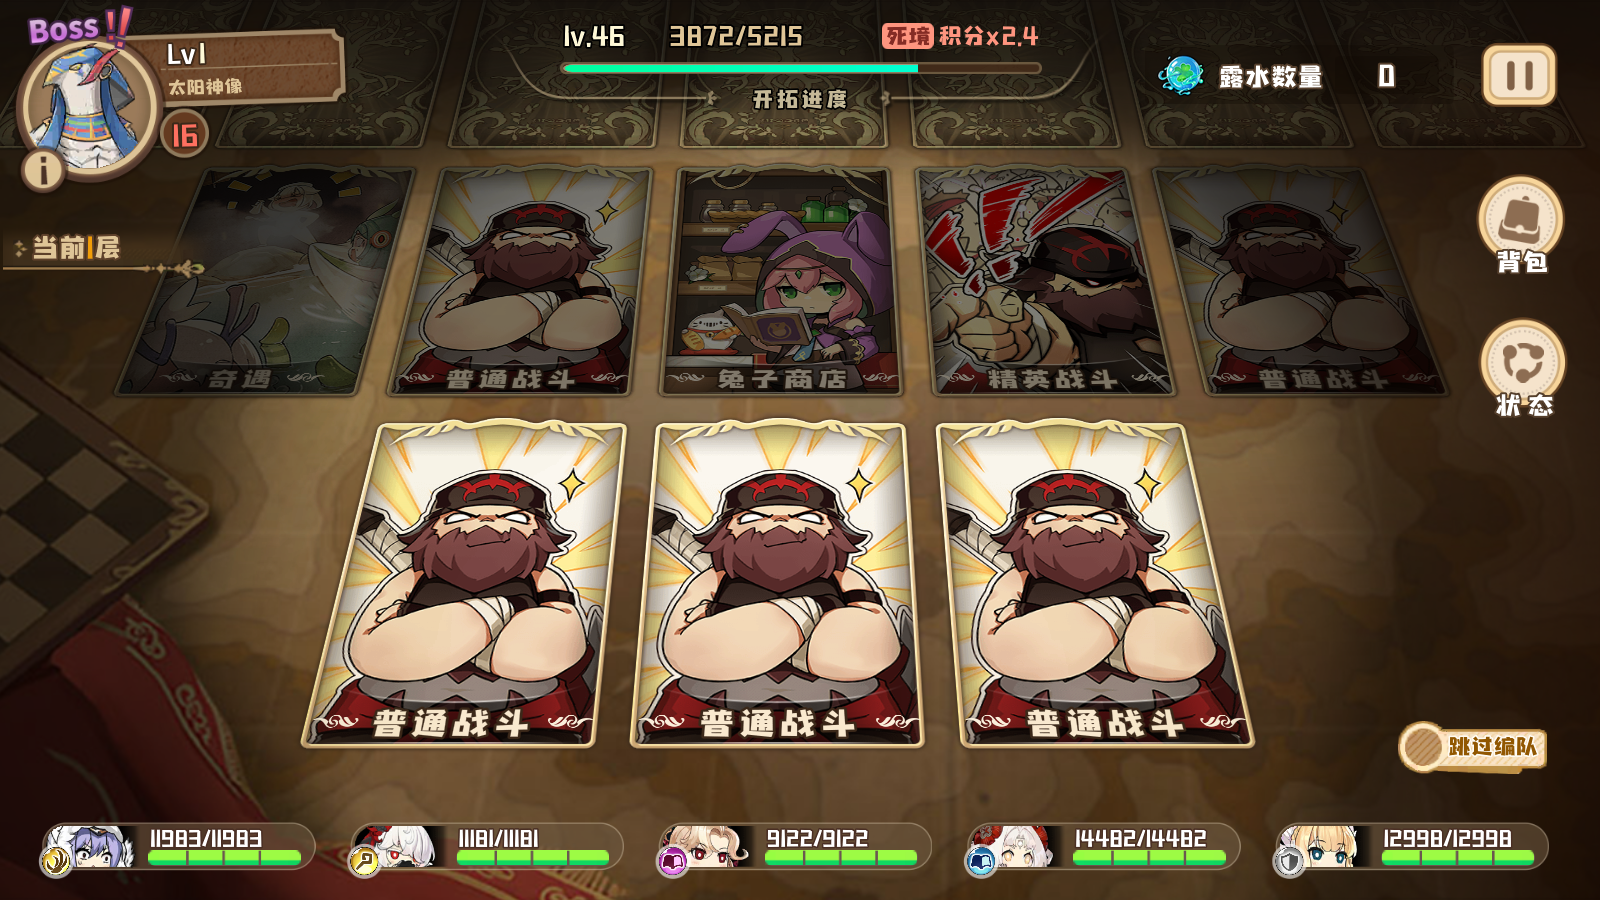 Boss!!
Lv1
太阳神像
16
lv.46
3872/5215
死境 积分x2.4
开拓进度
露水数量 0
背包
状态
当前1层
奇遇
普通战斗
兔子商店
精英战斗
普通战斗
普通战斗
普通战斗
普通战斗
跳过编队
11983/11983
11181/11181
9122/9122
14482/14482
12998/12998